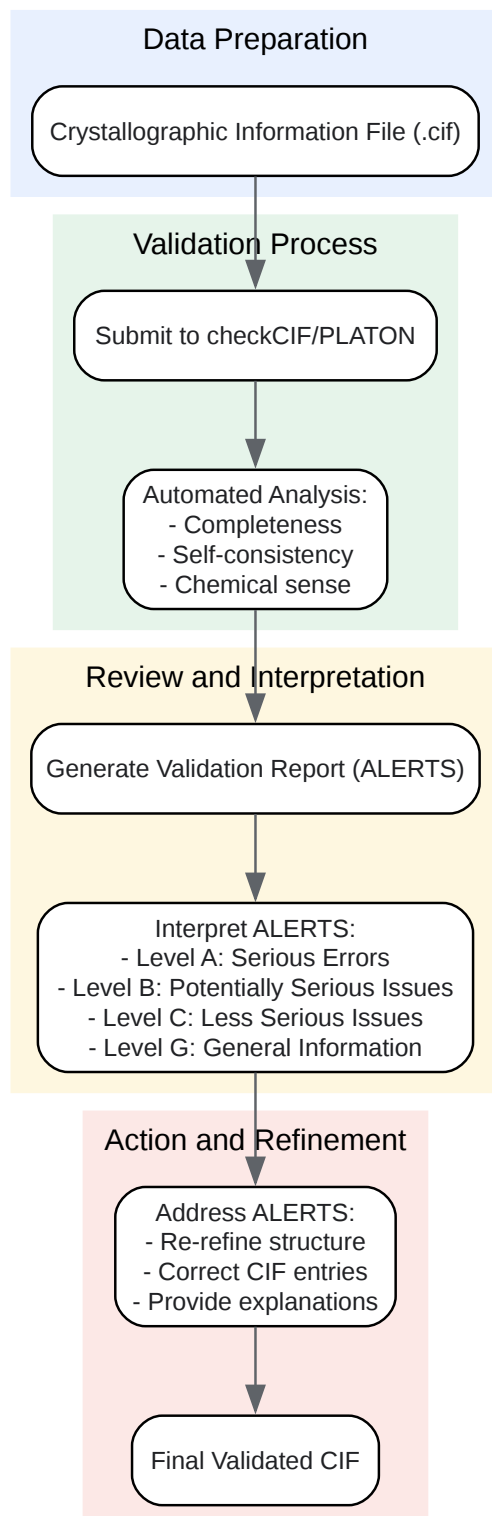 Data Preparation
Crystallographic Information File (.cif)
Validation Process
Submit to checkCIF/PLATON
Automated Analysis:
- Completeness
- Self-consistency
- Chemical sense
Review and Interpretation
Generate Validation Report (ALERTS)
Interpret ALERTS:
- Level A: Serious Errors
- Level B: Potentially Serious Issues
- Level C: Less Serious Issues
- Level G: General Information
Action and Refinement
Address ALERTS:
- Re-refine structure
- Correct CIF entries
- Provide explanations
Final Validated CIF